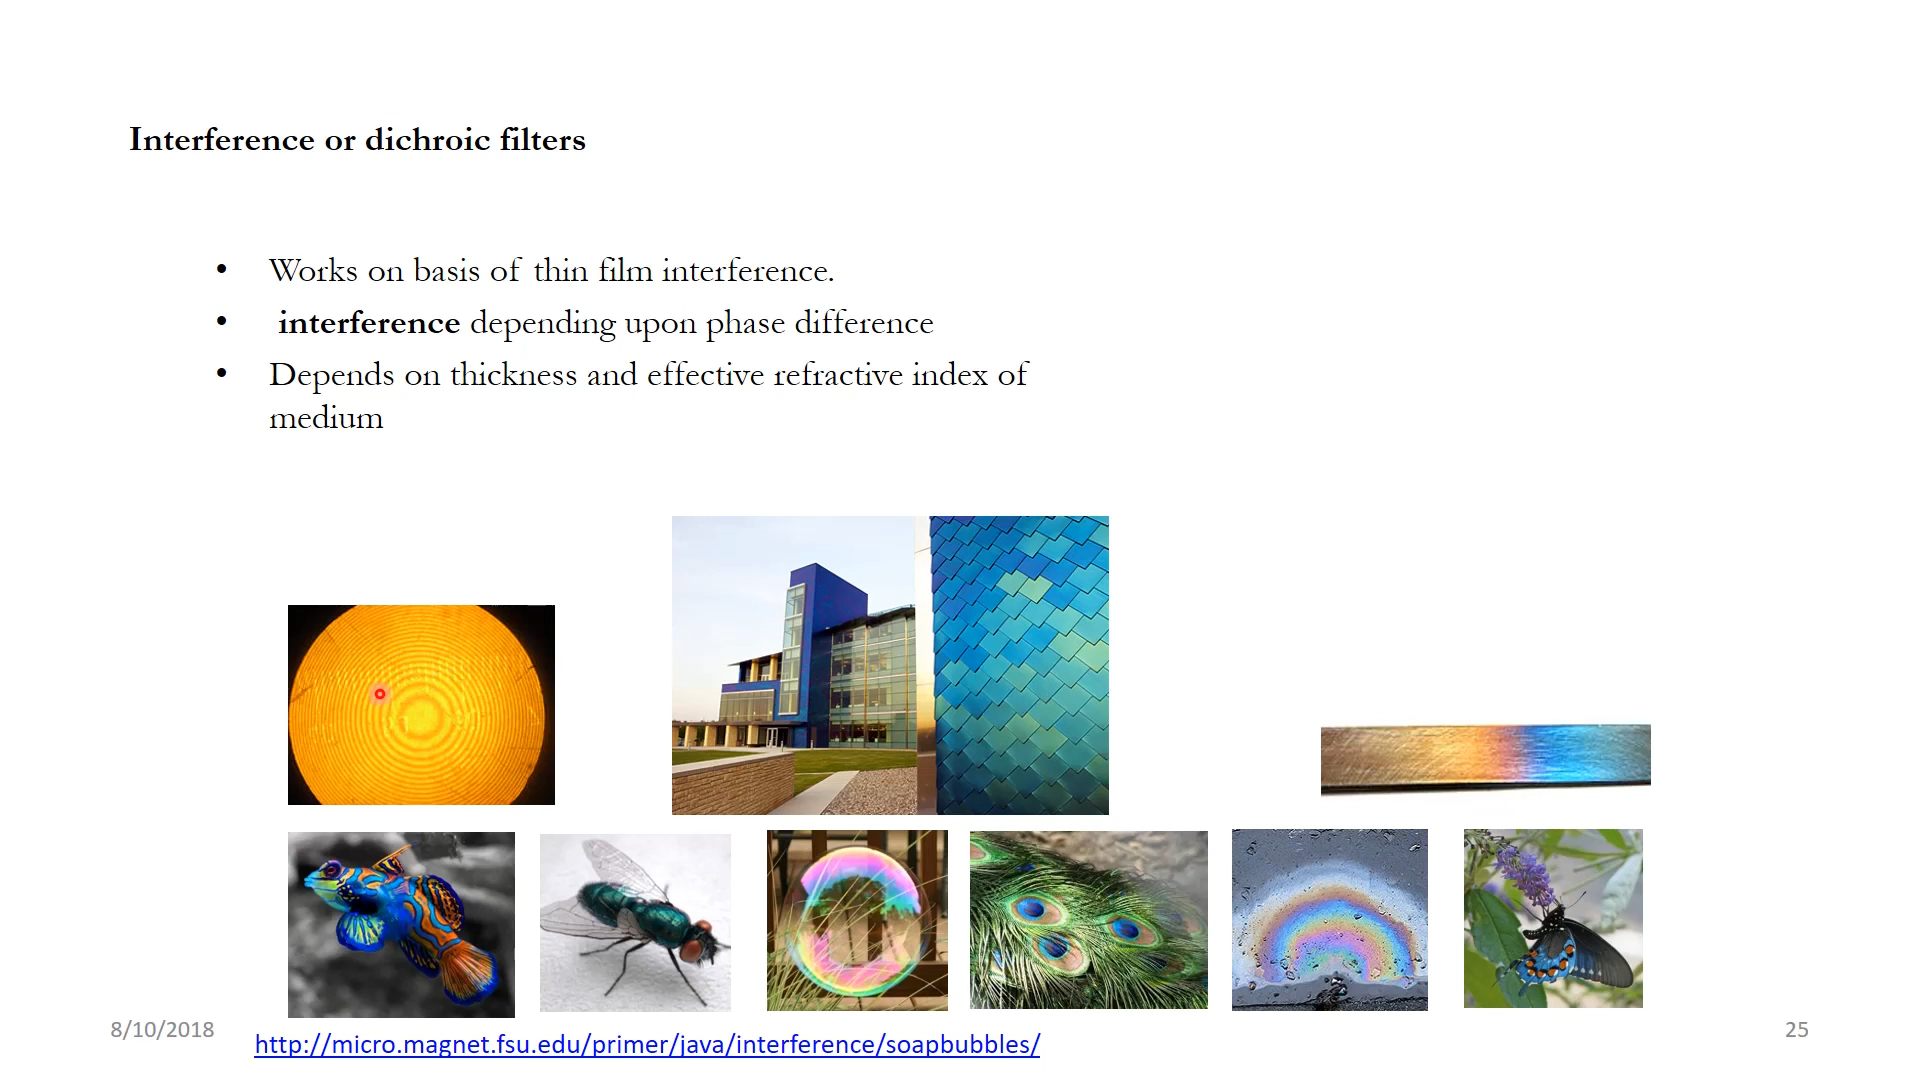 Interference or dichroic filters
• Works on basis of thin film interference.
• interference depending upon phase difference
• Depends on thickness and effective refractive index of
medium
8/10/2018
http://micro.magnet.fsu.edu/primer/java/interference/soapbubbles/
25